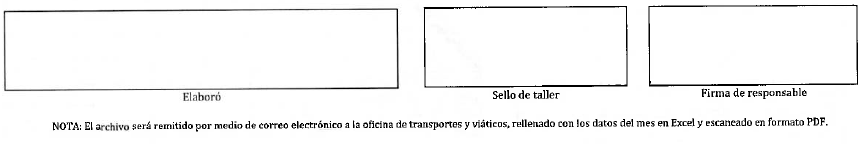 Elaboró
Sello de taller
Firma de responsable
NOTA: El archivo será remitido por medio de correo electrónico a la oficina de transportes y viáticos, rellenado con los datos del mes en Excel y escaneado en formato PDF.